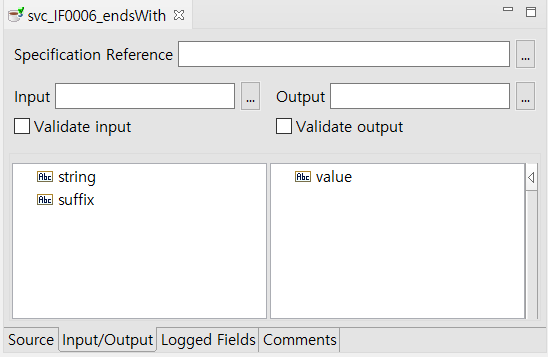 svc_IF0006_endsWith
Specification Reference ...
Input ... Output ...
Validate input Validate output
Abc string Abc value
Abc suffix
Source Input/Output Logged Fields Comments